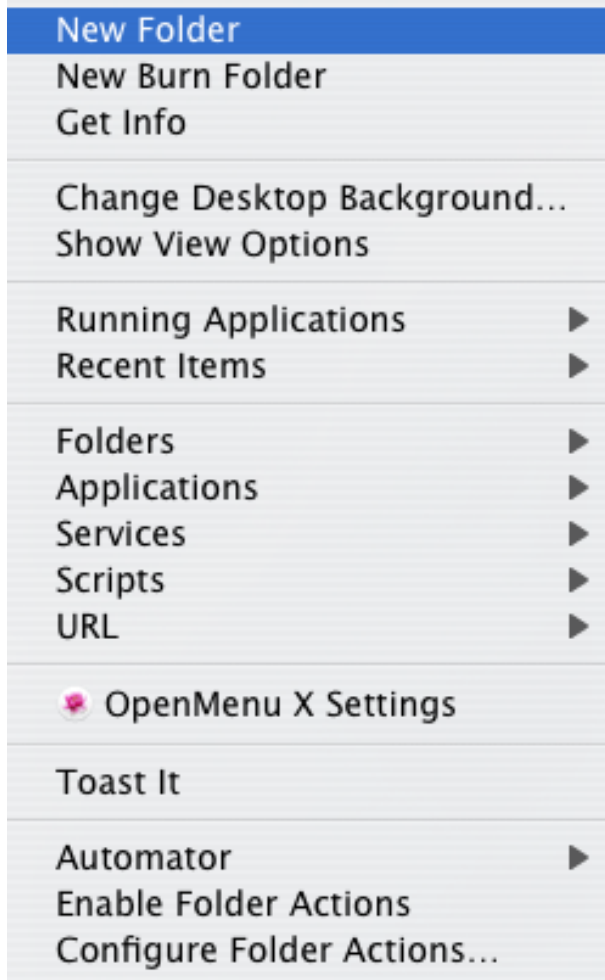 New Folder
New Burn Folder
Get Info
Change Desktop Background...
Show View Options
Running Applications
Recent Items
Folders
Applications
Services
Scripts
URL
OpenMenu X Settings
Toast It
Automator
Enable Folder Actions
Configure Folder Actions...